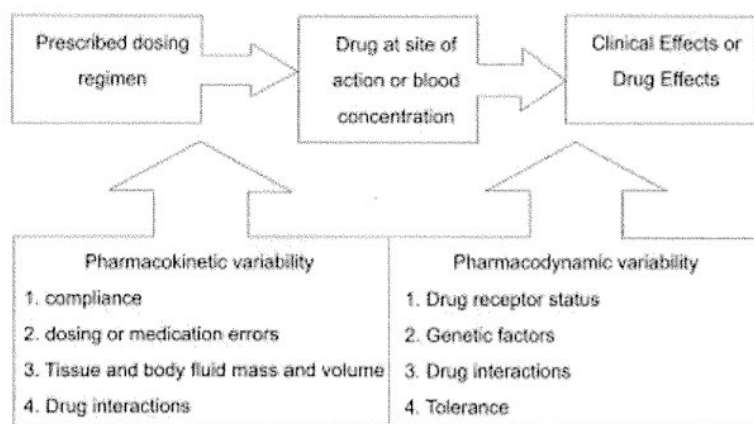 Prescribed dosing
regimen
Drug at site of
action or blood
concentration
Clinical Effects or
Drug Effects
Pharmacokinetic variability
1. compliance
2. dosing or medication errors
3. Tissue and body fluid mass and volume
4. Drug interactions
Pharmacodynamic variability
1. Drug receptor status
2. Genetic factors
3. Drug interactions
4. Tolerance